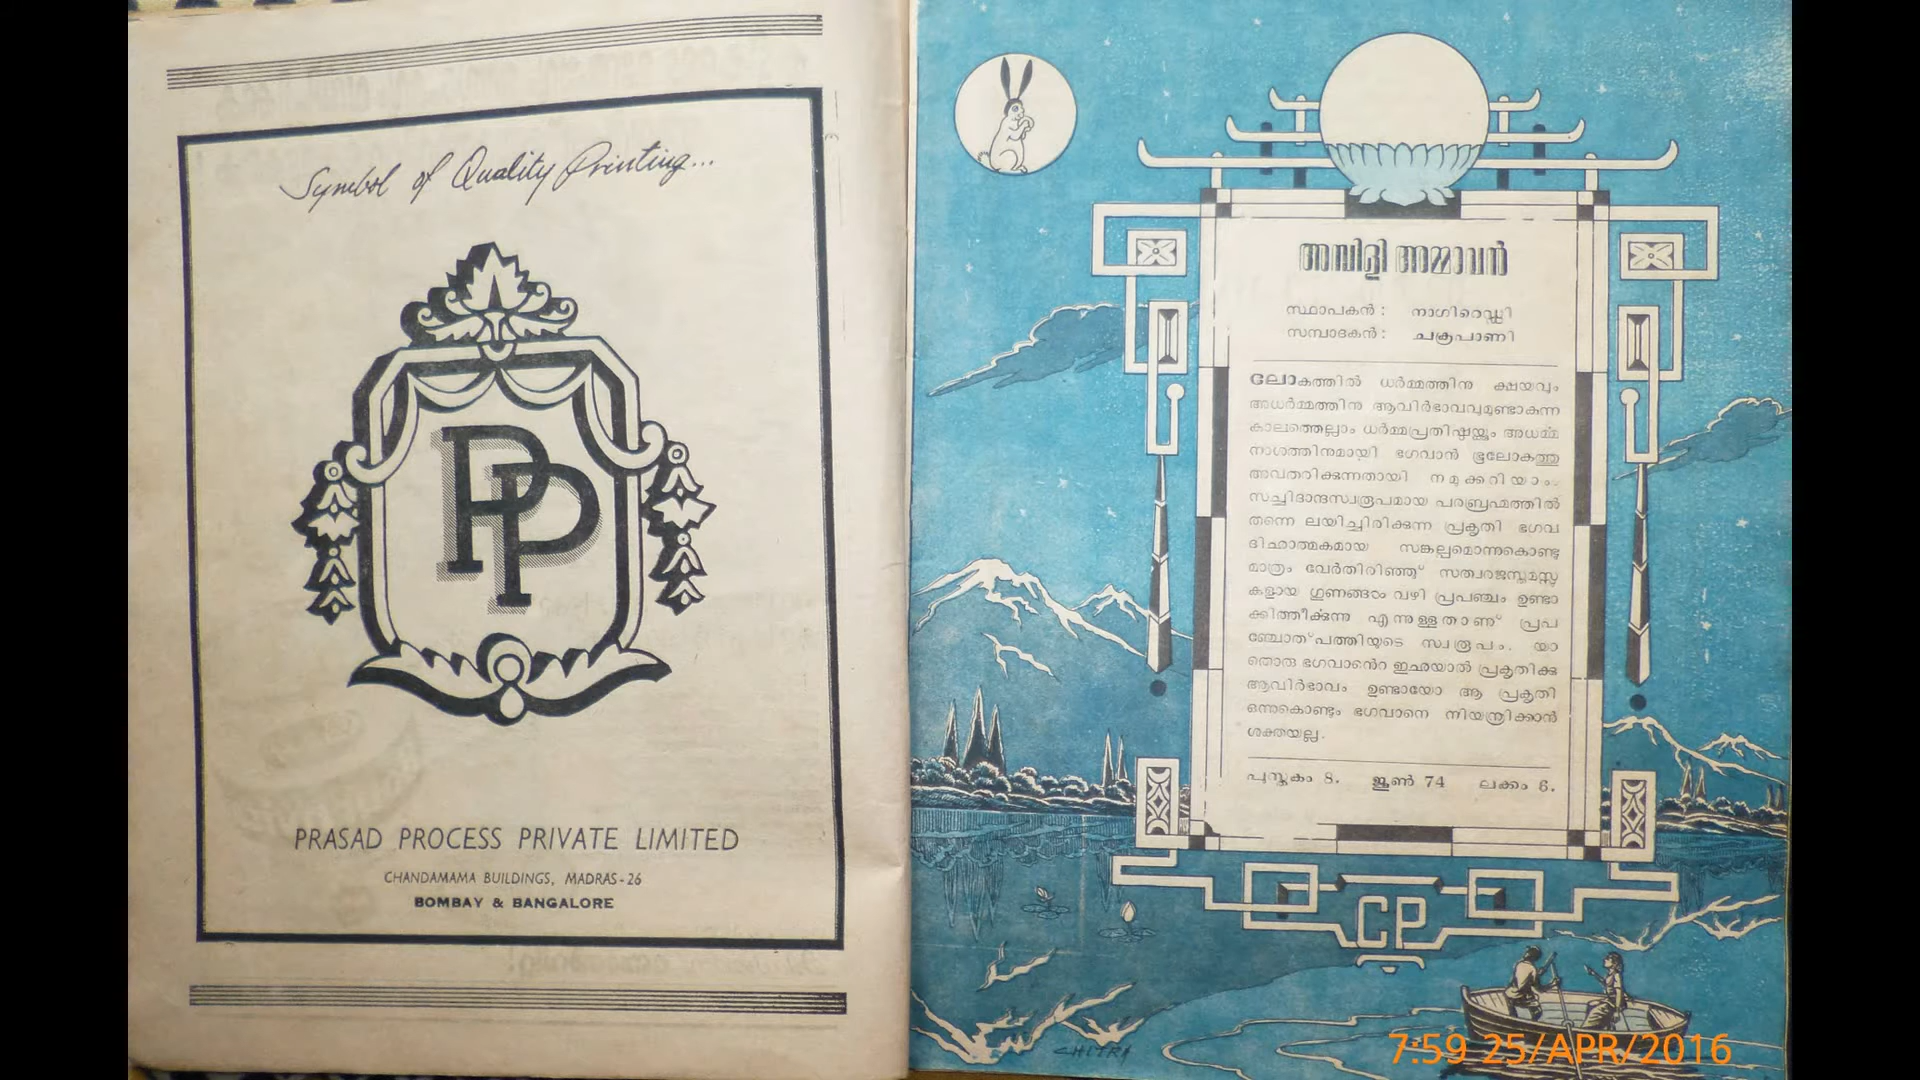 Symbol of Quality Printing...
PP
PRASAD PROCESS PRIVATE LIMITED
CHANDAMAMA BUILDINGS, MADRAS-26
BOMBAY & BANGALORE
അമ്പിളി അമ്മാവൻ
സ്ഥാപകൻ : നാഗിറെഡ്ഡി
സമ്പാദകൻ : ചക്രപാണി
ലോകത്തിൽ ധർമ്മത്തിനു ക്ഷയവും
അധർമ്മത്തിനു ആവിർഭാവവുമുണ്ടാകുന്ന
കാലത്തെല്ലാം ധർമ്മപ്രതിഷ്ഠയ്ക്കും അധർമ്മ
നാശത്തിനുമായി ഭഗവാൻ ഭൂലോകത്തു
അവതരിക്കുന്നതായി നമുക്കറിയാം.
സച്ചിദാന്ദസ്വരൂപമായ പരബ്രഹ്മത്തിൽ
തന്നെ ലയിച്ചിരിക്കുന്ന പ്രകൃതി ഭഗവ
ദിഛാത്മകമായ സങ്കല്പമൊന്നുകൊണ്ടു
മാത്രം വേർതിരിഞ്ഞ് സത്വരജസ്തമസ്സു
കളായ ഗുണങ്ങൾ വഴി പ്രപഞ്ചം ഉണ്ടാ
ക്കിത്തീർക്കുന്നു എന്നുള്ളതാണ് പ്രപ
ഞ്ചോത്പത്തിയുടെ സ്വരൂപം. യാ
തൊരു ഭഗവാന്റെ ഇഛയാൽ പ്രകൃതിക്കു
ആവിർഭാവം ഉണ്ടായോ ആ പ്രകൃതി
ഒന്നുകൊണ്ടും ഭഗവാനെ നിയന്ത്രിക്കാൻ
ശക്തയല്ല.
പുസ്തകം 8. ജൂൺ 74 ലക്കം 6.
CP
CHITRA
7:59 25/APR/2016